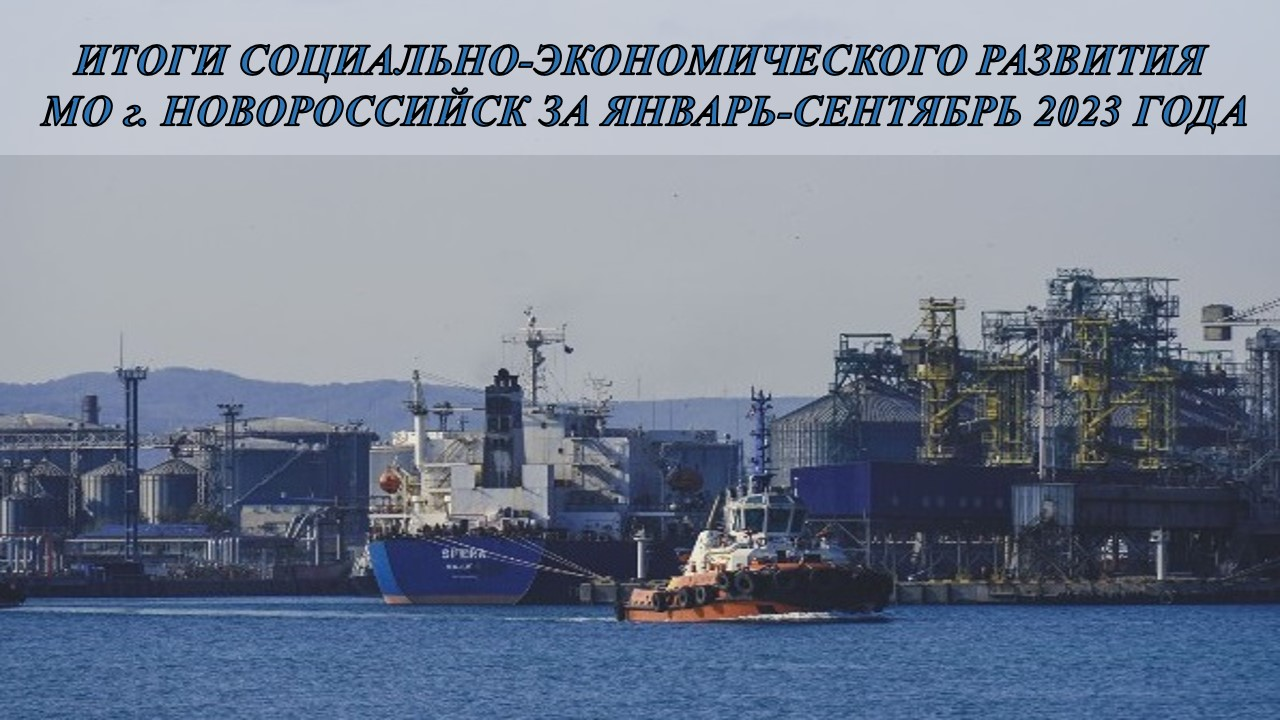 ИТОГИ СОЦИАЛЬНО-ЭКОНОМИЧЕСКОГО РАЗВИТИЯ
МО г. НОВОРОССИЙСК ЗА ЯНВАРЬ-СЕНТЯБРЬ 2023 ГОДА